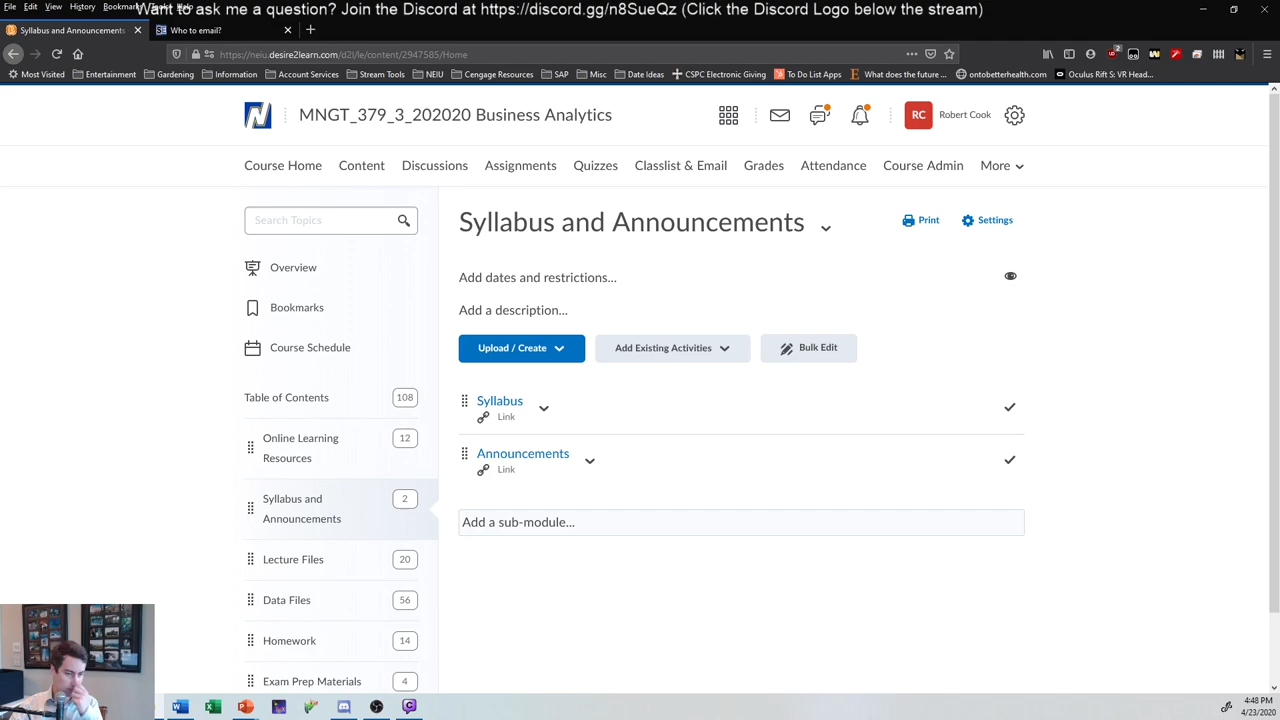 Want to ask me a question? Join the Discord at https://discord.gg/n8SueQz (Click the Discord Logo below the stream)
File Edit View History Bookmarks Help
Syllabus and Announcements
Who to email?
https://neiu.desire2learn.com/d2l/le/content/2947585/Home
Most Visited Entertainment Gardening Information Account Services Stream Tools NEIU Cengage Resources SAP Misc Date Ideas CSPC Electronic Giving To Do List Apps What does the future ... ontobetterhealth.com Oculus Rift S: VR Head...
MNGT_379_3_202020 Business Analytics
RC Robert Cook
Course Home Content Discussions Assignments Quizzes Classlist & Email Grades Attendance Course Admin More
Search Topics
Overview
Bookmarks
Course Schedule
Table of Contents 108
Online Learning Resources 12
Syllabus and Announcements 2
Lecture Files 20
Data Files 56
Homework 14
Exam Prep Materials 4
Syllabus and Announcements
Print Settings
Add dates and restrictions...
Add a description...
Upload / Create Add Existing Activities Bulk Edit
Syllabus
Link
Announcements
Link
Add a sub-module...
4:48 PM
4/23/2020